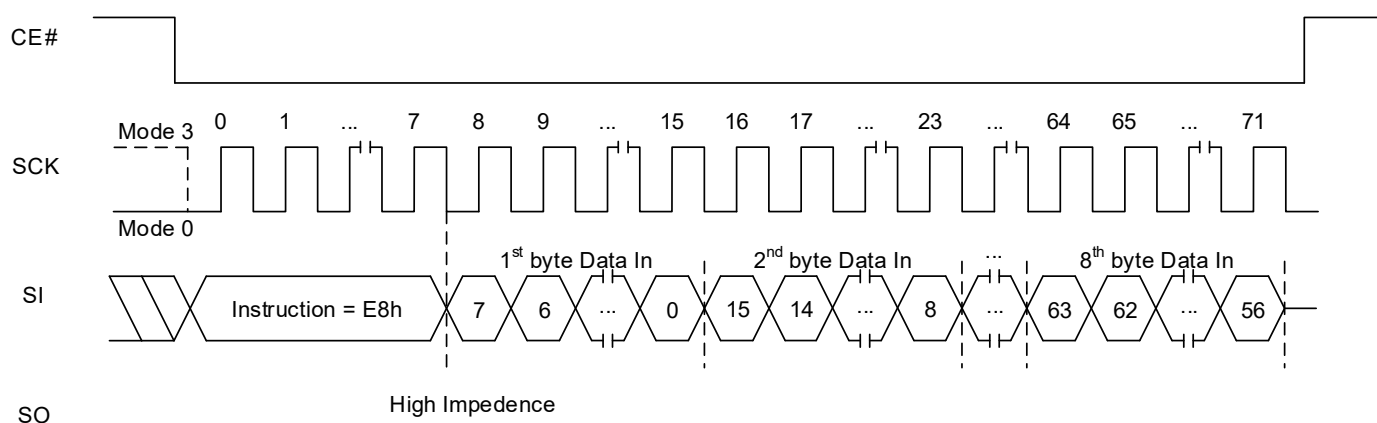 CE#
0 1 ... 7 8 9 ... 15 16 17 ... 23 ... 64 65 ... 71
Mode 3
SCK
Mode 0
1st byte Data In 2nd byte Data In ... 8th byte Data In
SI Instruction = E8h 7 6 ... 0 15 14 ... 8 ... 63 62 ... 56
High Impedence
SO